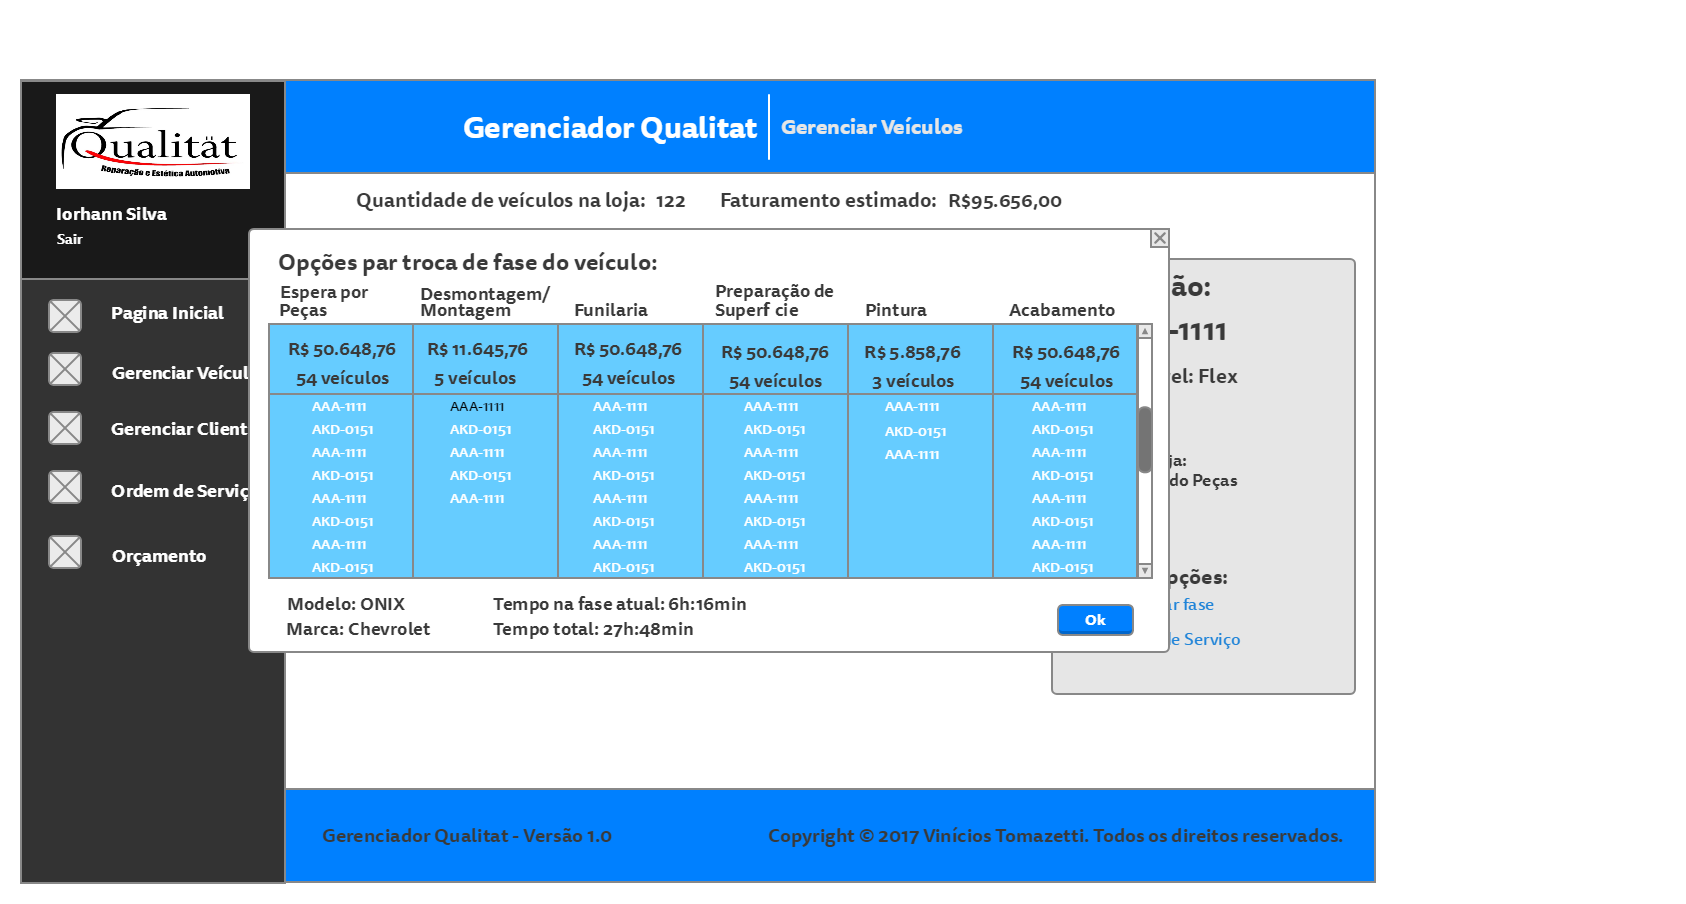 Qualität
Reparação e Estética Automotiva
Iorhann Silva
Sair
Pagina Inicial
Gerenciar Veícul
Gerenciar Client
Ordem de Serviç
Orçamento
Gerenciador Qualitat
Gerenciar Veículos
Quantidade de veículos na loja: 122
Faturamento estimado: R$95.656,00
Opções par troca de fase do veículo:
Espera por
Peças
Desmontagem/
Montagem
Funilaria
Preparação de
Superf cie
Pintura
Acabamento
R$ 50.648,76
54 veículos
R$ 11.645,76
5 veículos
R$ 50.648,76
54 veículos
R$ 50.648,76
54 veículos
R$ 5.858,76
3 veículos
R$ 50.648,76
54 veículos
AAA-1111
AKD-0151
AAA-1111
AKD-0151
AAA-1111
AKD-0151
AAA-1111
AKD-0151
AAA-1111
AKD-0151
AAA-1111
AKD-0151
AAA-1111
AAA-1111
AKD-0151
AAA-1111
AKD-0151
AAA-1111
AKD-0151
AAA-1111
AKD-0151
AAA-1111
AKD-0151
AAA-1111
AKD-0151
AAA-1111
AKD-0151
AAA-1111
AKD-0151
AAA-1111
AKD-0151
AAA-1111
AAA-1111
AKD-0151
AAA-1111
AKD-0151
AAA-1111
AKD-0151
AAA-1111
AKD-0151
Modelo: ONIX
Marca: Chevrolet
Tempo na fase atual: 6h:16min
Tempo total: 27h:48min
Ok
ão:
-1111
el: Flex
ja:
do Peças
pções:
ar fase
de Serviço
Gerenciador Qualitat - Versão 1.0
Copyright © 2017 Vinícios Tomazetti. Todos os direitos reservados.